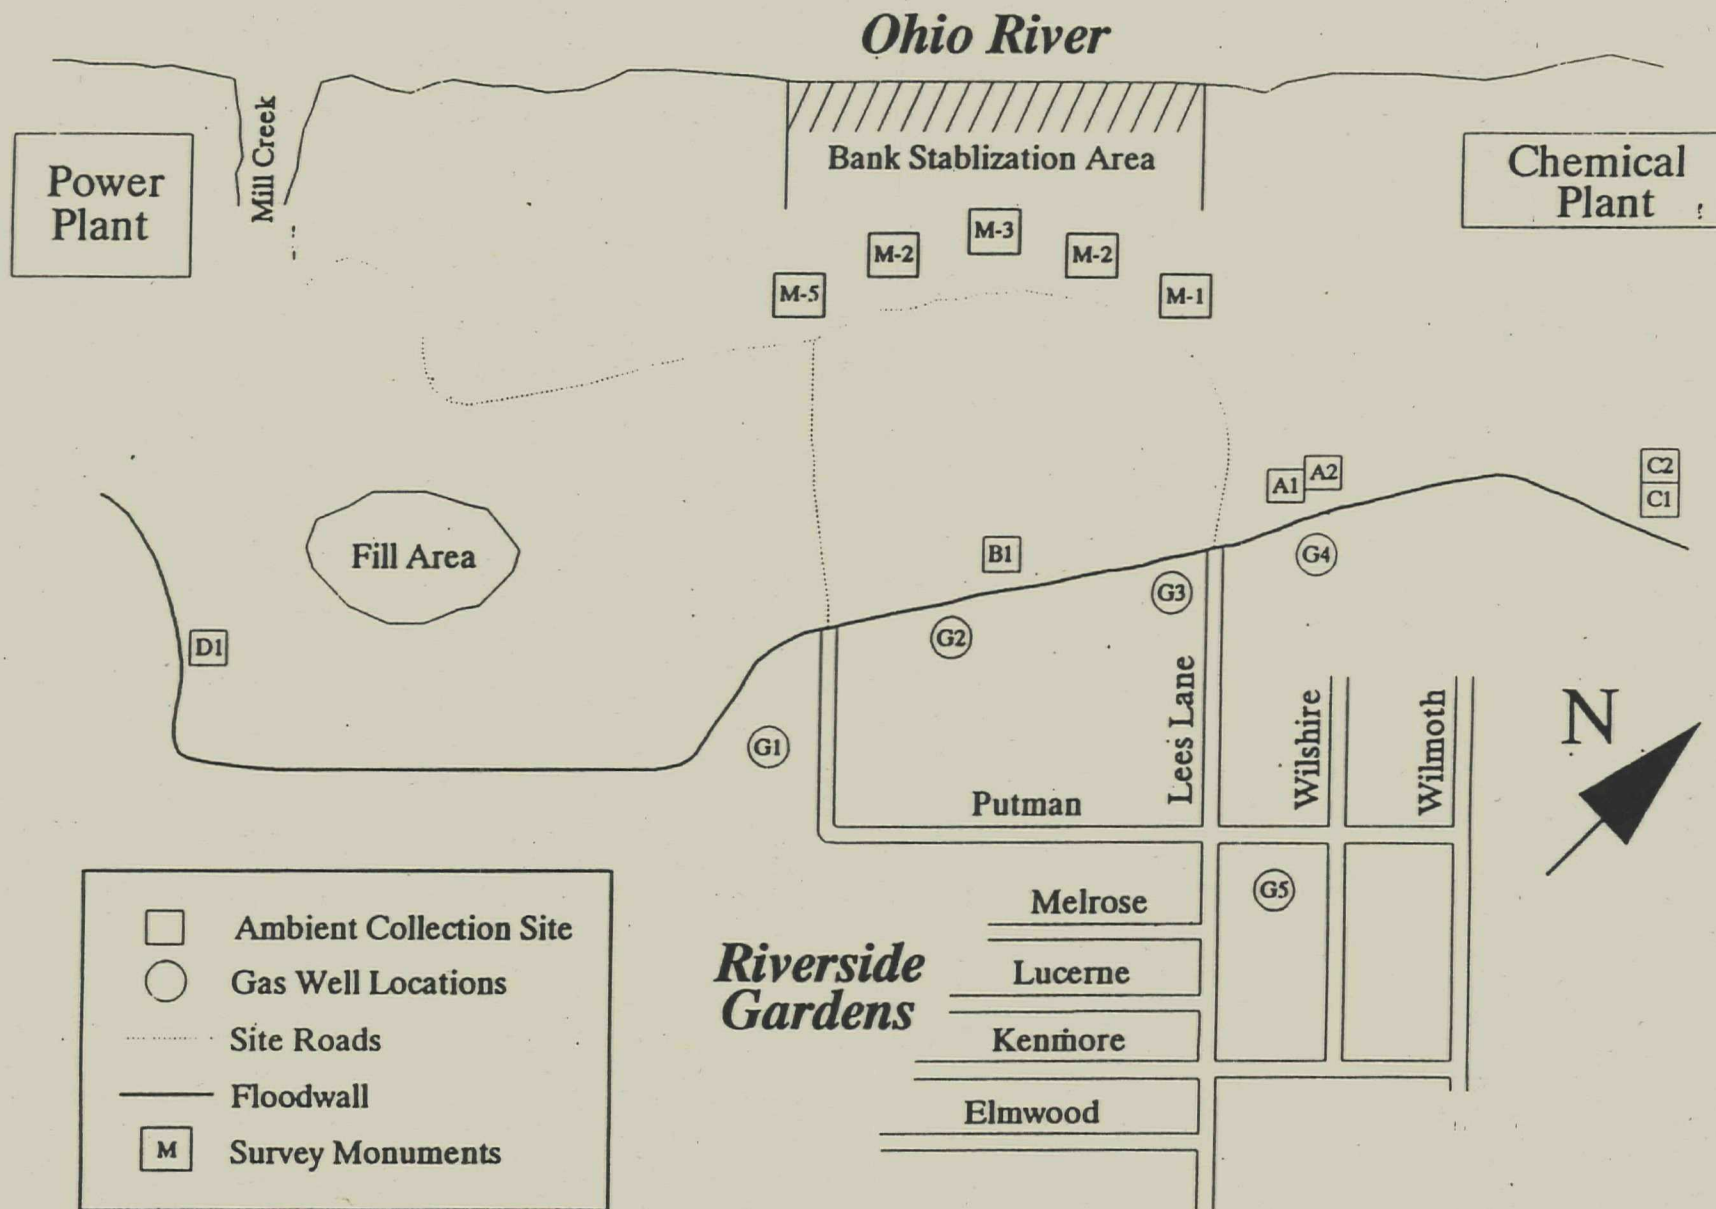 Ohio River
Mill Creek
Power
Plant
Bank Stablization Area
Chemical
Plant
M-3
M-2
M-2
M-5
M-1
C2
C1
A2
A1
Fill Area
B1
G4
G3
G2
D1
G1
Lees Lane
Wilshire
Wilmoth
N
Putman
G5
Melrose
Riverside
Gardens
Lucerne
Kenmore
Elmwood
Ambient Collection Site
Gas Well Locations
Site Roads
Floodwall
M Survey Monuments